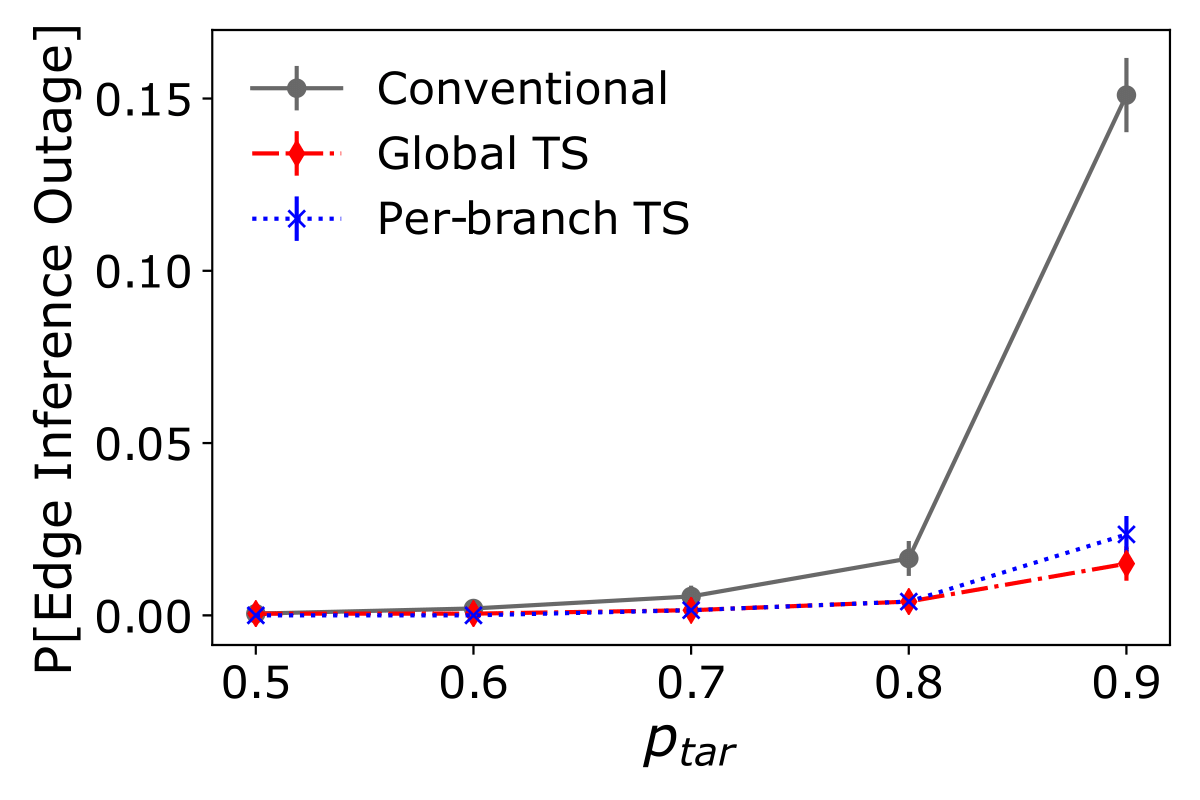 P[Edge Inference Outage]
0.15
0.10
0.05
0.00
Conventional
Global TS
Per-branch TS
0.5 0.6 0.7 0.8 0.9
p_tar